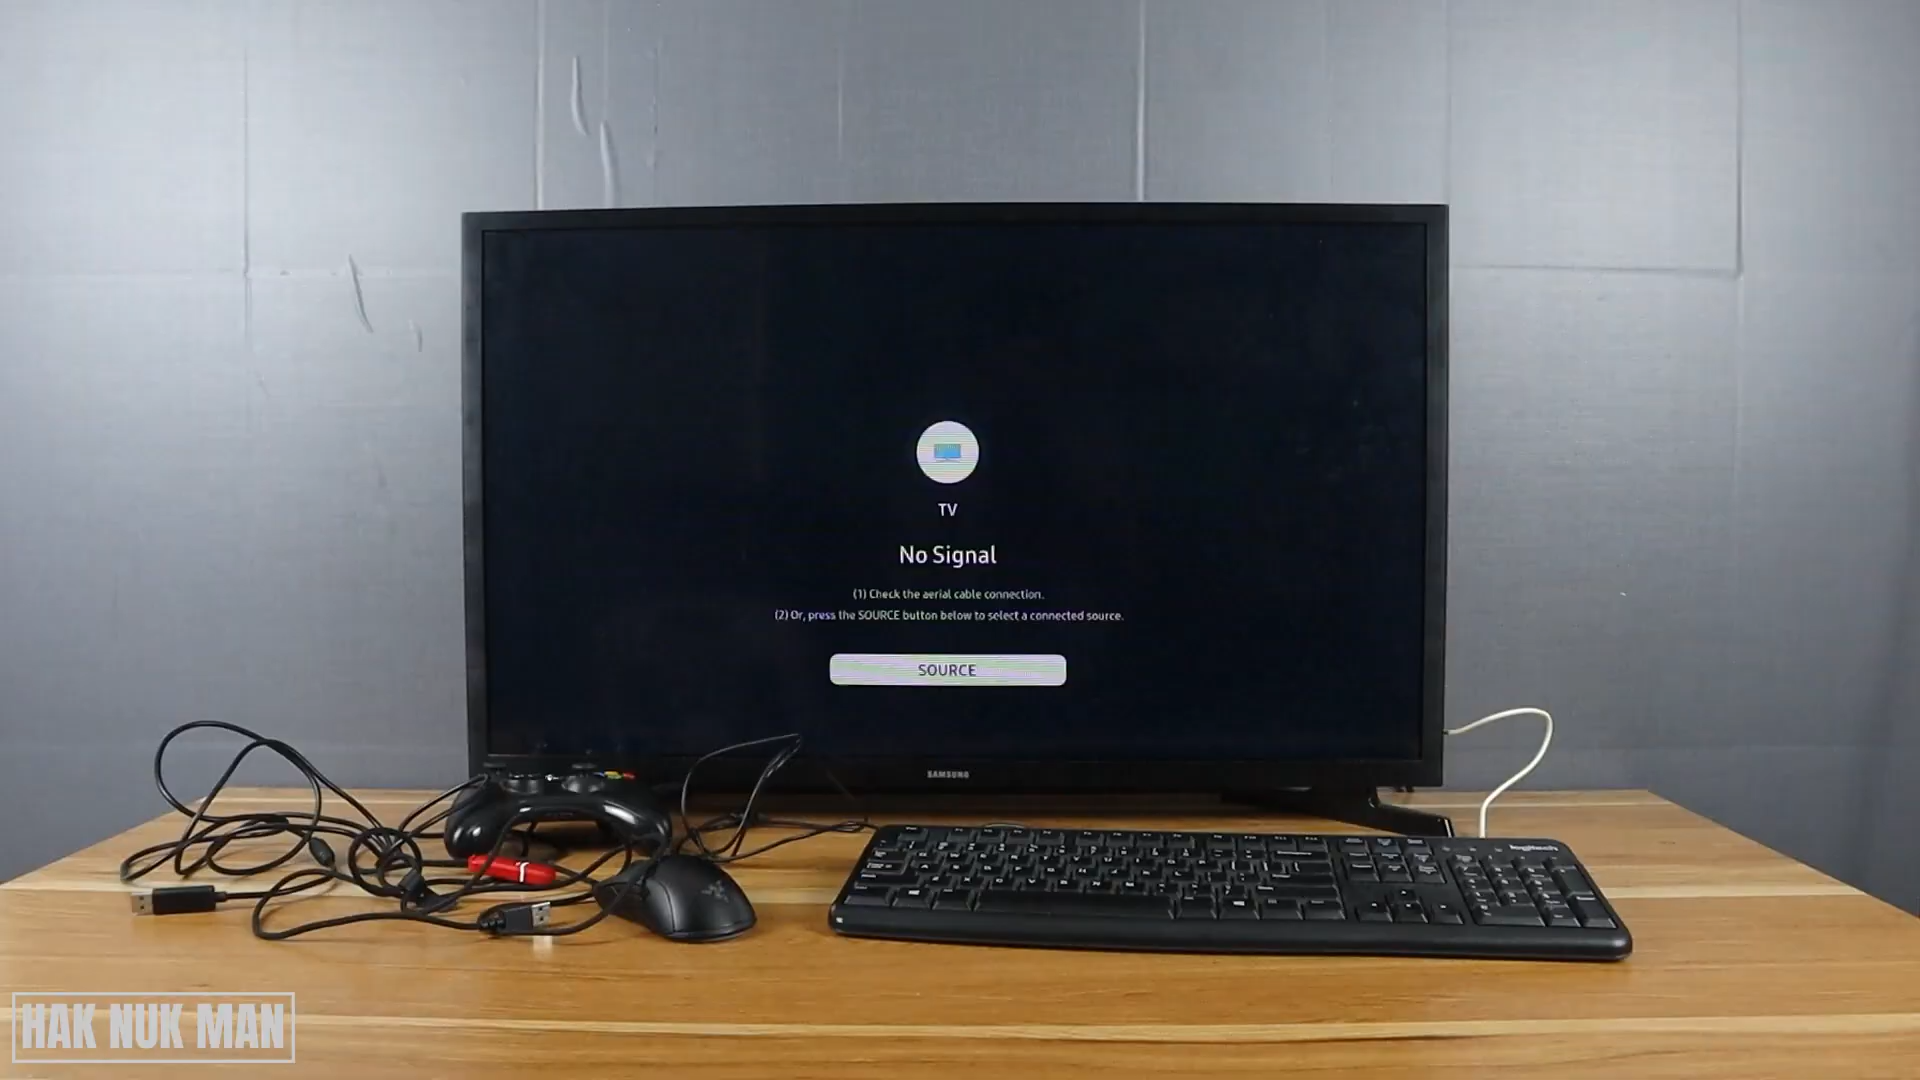 TV
No Signal
(1) Check the aerial cable connection.
(2) Or, press the SOURCE button below to select a connected source.
SOURCE
SAMSUNG
logitech
HAK NUK MAN